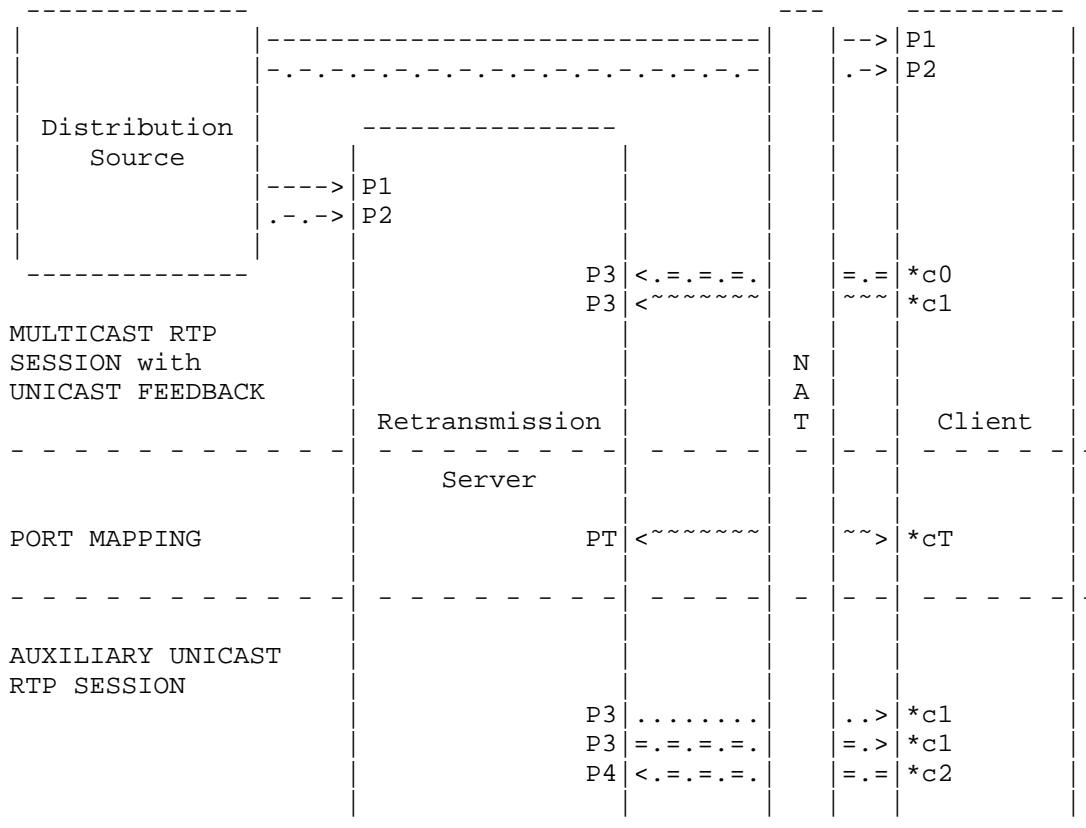 --------------                                   ---     ----------
|              |-------------------------------|   |-->|P1        |
|              |-.-.-.-.-.-.-.-.-.-.-.-.-.-.-.-|   |.->|P2        |
|              |                               |   |   |          |
| Distribution |      ----------------         |   |   |          |
|    Source    |     |                |        |   |   |          |
|              |---->|P1              |        |   |   |          |
|              |.-.->|P2              |        |   |   |          |
|              |     |                |        |   |   |          |
 --------------      |              P3|<.=.=.=.|   |=.=|*c0       |
                     |              P3|<~~~~~~~|   |~~~|*c1       |
MULTICAST RTP        |                |        |   |   |          |
SESSION with         |                |        | N |   |          |
UNICAST FEEDBACK     |                |        | A |   |          |
                     | Retransmission |        | T |   |  Client  |
- - - - - - - - - - -|- - - - - - - - |- - - - |- -|- -|- - - - - |-
                     |     Server     |        |   |   |          |
                     |                |        |   |   |          |
PORT MAPPING         |              PT|<~~~~~~~|   |~~>|*cT       |
                     |                |        |   |   |          |
- - - - - - - - - - -|- - - - - - - - |- - - - |- -|- -|- - - - - |-
                     |                |        |   |   |          |
AUXILIARY UNICAST    |                |        |   |   |          |
RTP SESSION          |                |        |   |   |          |
                     |              P3|........|   |..>|*c1       |
                     |              P3|=.=.=.=.|   |=.>|*c1       |
                     |              P4|<.=.=.=.|   |=.=|*c2       |
                     |                |        |   |   |          |